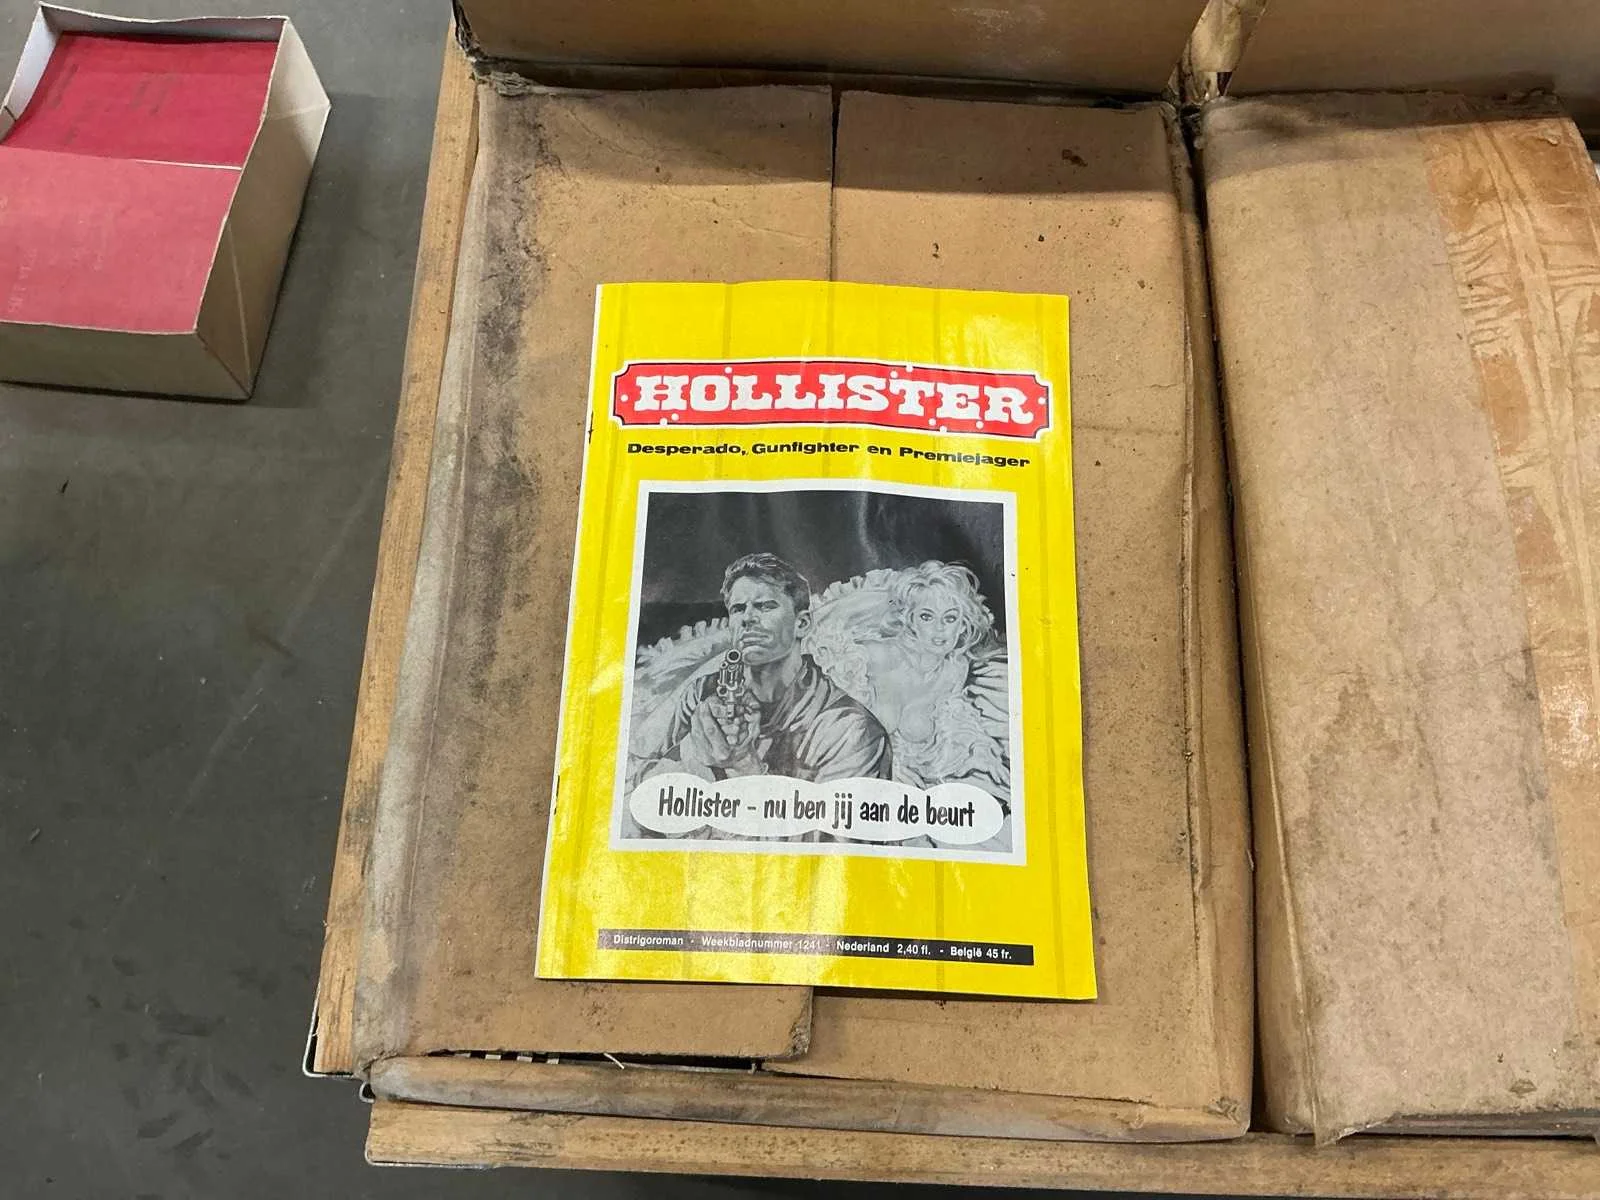 HOLLISTER
Desperado, Gunfighter en Premiejager
Hollister - nu ben jij aan de beurt
Distrigoroman - Weekbladnummer 1241 - Nederland 2,40 fl. - België 45 fr.